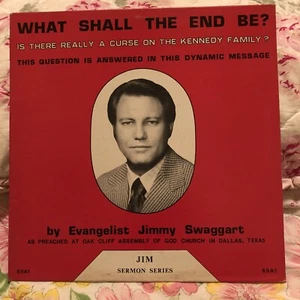 WHAT SHALL THE END BE?
IS THERE REALLY A CURSE ON THE KENNEDY FAMILY?
THIS QUESTION IS ANSWERED IN THIS DYNAMIC MESSAGE
by Evangelist Jimmy Swaggart
AS PREACHED AT OAK CLIFF ASSEMBLY OF GOD CHURCH IN DALLAS, TEXAS
JIM
SERMON SERIES